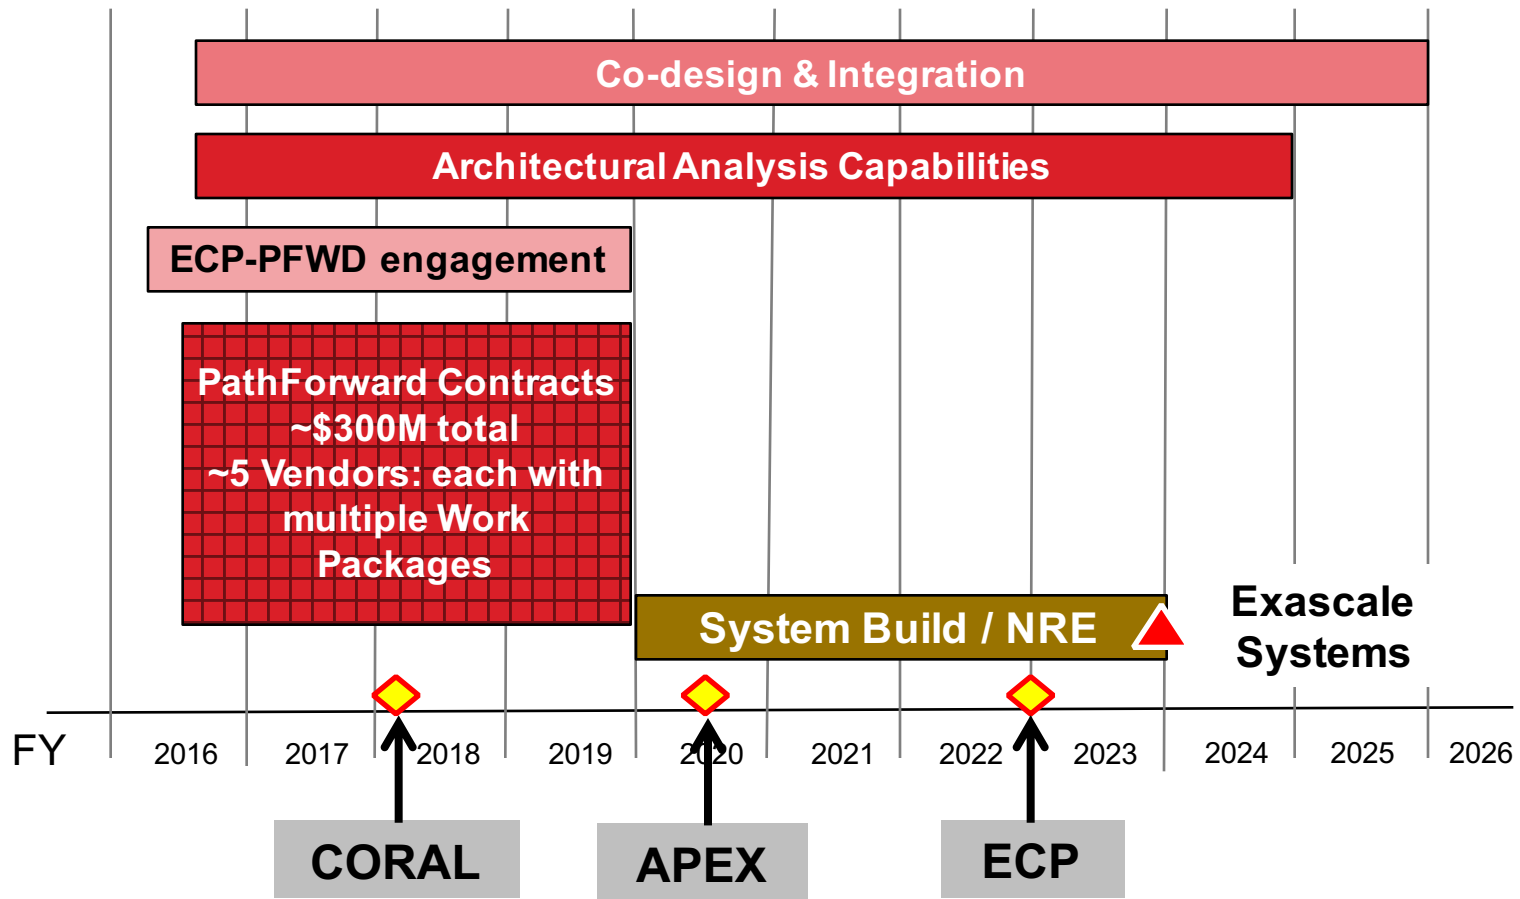 Co-design & Integration
Architectural Analysis Capabilities
ECP-PFWD engagement
PathForward Contracts
~$300M total
~5 Vendors: each with
multiple Work
Packages
System Build / NRE
Exascale
Systems
FY 2016 2017 2018 2019 2020 2021 2022 2023 2024 2025 2026
CORAL
APEX
ECP